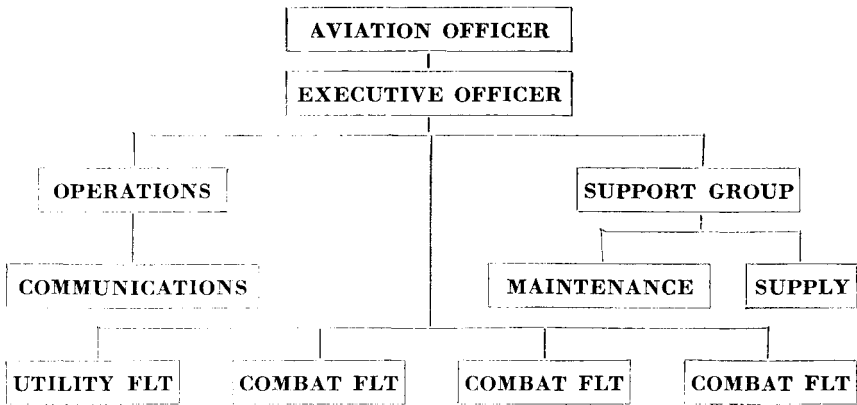 AVIATION OFFICER
EXECUTIVE OFFICER
OPERATIONS
SUPPORT GROUP
COMMUNICATIONS
MAINTENANCE
SUPPLY
UTILITY FLT
COMBAT FLT
COMBAT FLT
COMBAT FLT